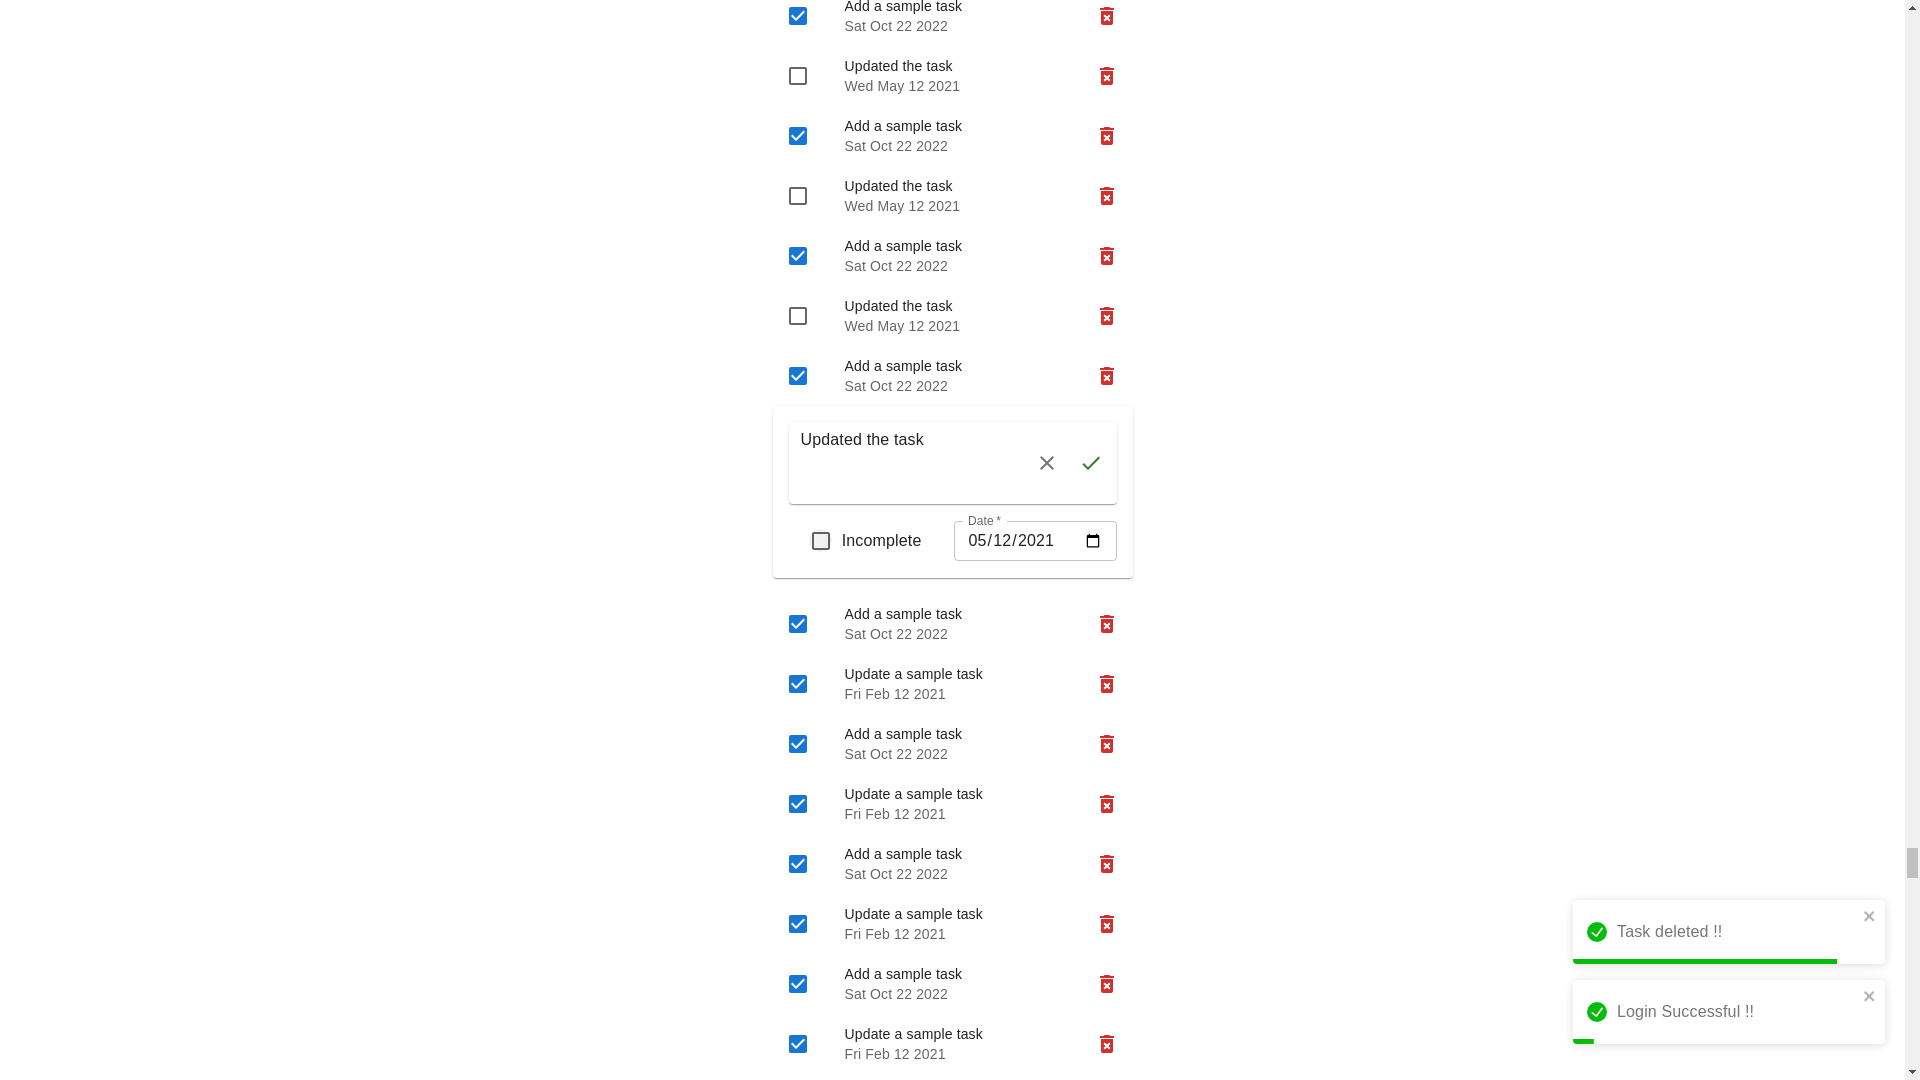 Add a sample task
Sat Oct 22 2022
Updated the task
Wed May 12 2021
Add a sample task
Sat Oct 22 2022
Updated the task
Wed May 12 2021
Add a sample task
Sat Oct 22 2022
Updated the task
Wed May 12 2021
Add a sample task
Sat Oct 22 2022
Updated the task
Incomplete
Date *
05/12/2021
Add a sample task
Sat Oct 22 2022
Update a sample task
Fri Feb 12 2021
Add a sample task
Sat Oct 22 2022
Update a sample task
Fri Feb 12 2021
Add a sample task
Sat Oct 22 2022
Update a sample task
Fri Feb 12 2021
Add a sample task
Sat Oct 22 2022
Update a sample task
Fri Feb 12 2021
Task deleted !!
Login Successful !!